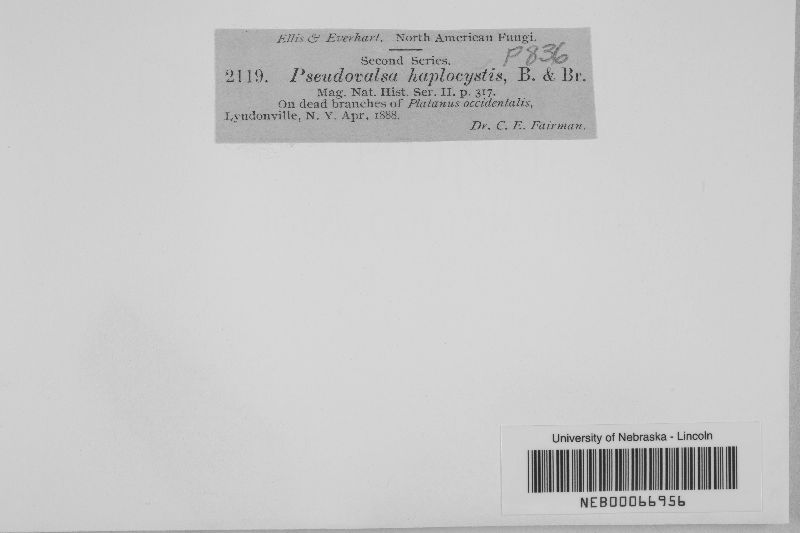 Ellis & Everhart. North American Fungi.
P836
Second Series.
2119. Pseudovalsa haplocystis, B. & Br.
Mag. Nat. Hist. Ser. II. p. 317.
On dead branches of Platanus occidentalis,
Lyndonville, N. Y. Apr. 1888.
Dr. C. E. Fairman.
University of Nebraska - Lincoln
NEB00066956